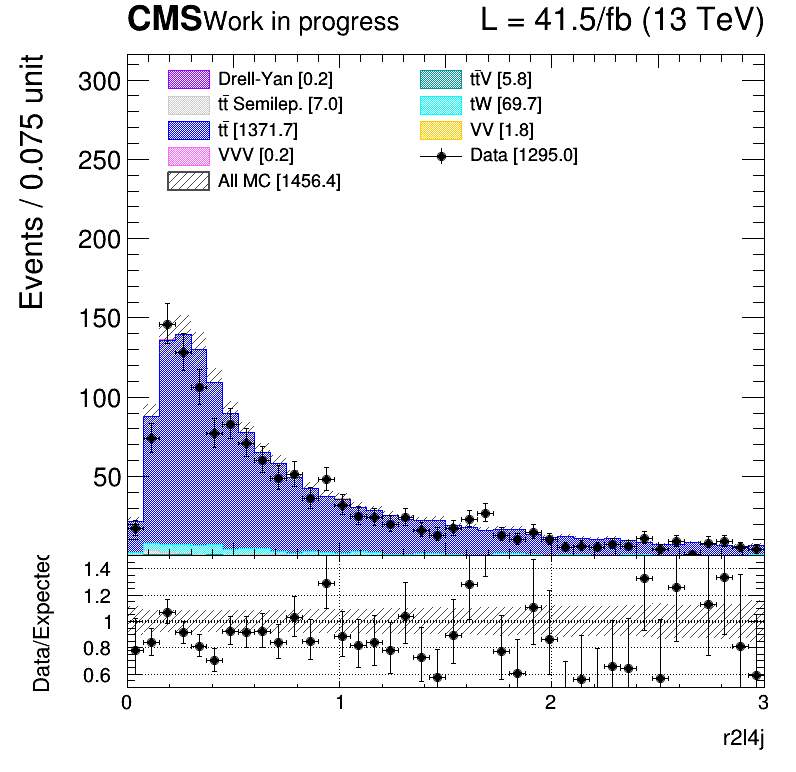 CMS Work in progress L = 41.5/fb (13 TeV)
Events / 0.075 unit
300
250
200
150
100
50
Drell-Yan [0.2]
tt̄ Semilep. [7.0]
tt̄ [1371.7]
VVV [0.2]
All MC [1456.4]
tt̄V [5.8]
tW [69.7]
VV [1.8]
Data [1295.0]
Data/Expected
1.4
1.2
1
0.8
0.6
0 1 2 3
r2l4j